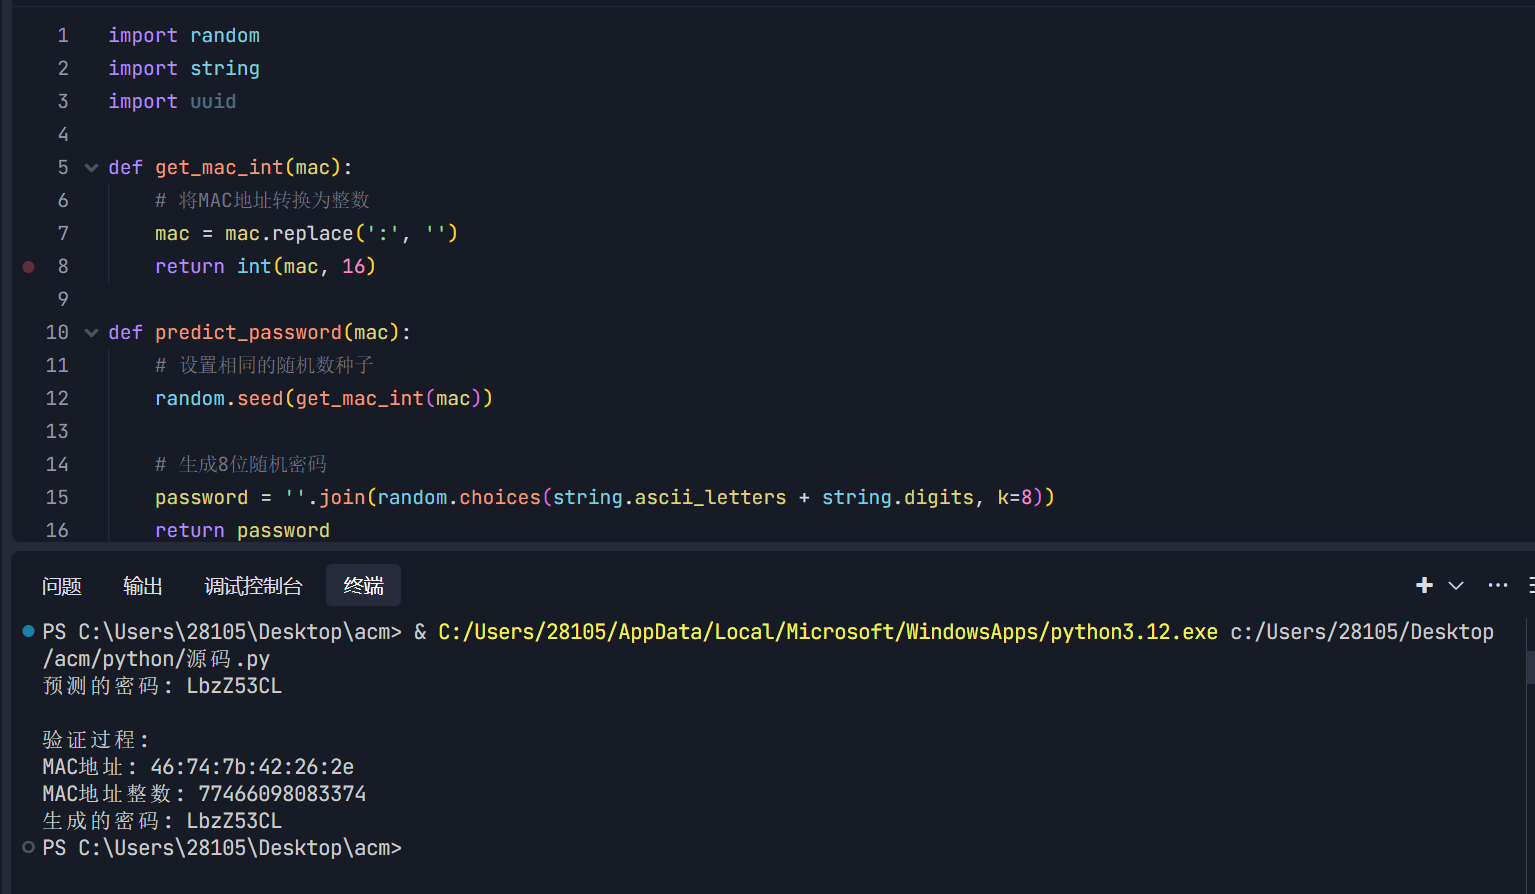 1 import random
2 import string
3 import uuid
4
5 def get_mac_int(mac):
6 # 将MAC地址转换为整数
7 mac = mac.replace(':', '')
8 return int(mac, 16)
9
10 def predict_password(mac):
11 # 设置相同的随机数种子
12 random.seed(get_mac_int(mac))
13
14 # 生成8位随机密码
15 password = ''.join(random.choices(string.ascii_letters + string.digits, k=8))
16 return password
问题 输出 调试控制台 终端
PS C:\Users\28105\Desktop\acm> & C:/Users/28105/AppData/Local/Microsoft/WindowsApps/python3.12.exe c:/Users/28105/Desktop
/acm/python/源码.py
预测的密码: LbzZ53CL
验证过程:
MAC地址: 46:74:7b:42:26:2e
MAC地址整数: 77466098083374
生成的密码: LbzZ53CL
PS C:\Users\28105\Desktop\acm>